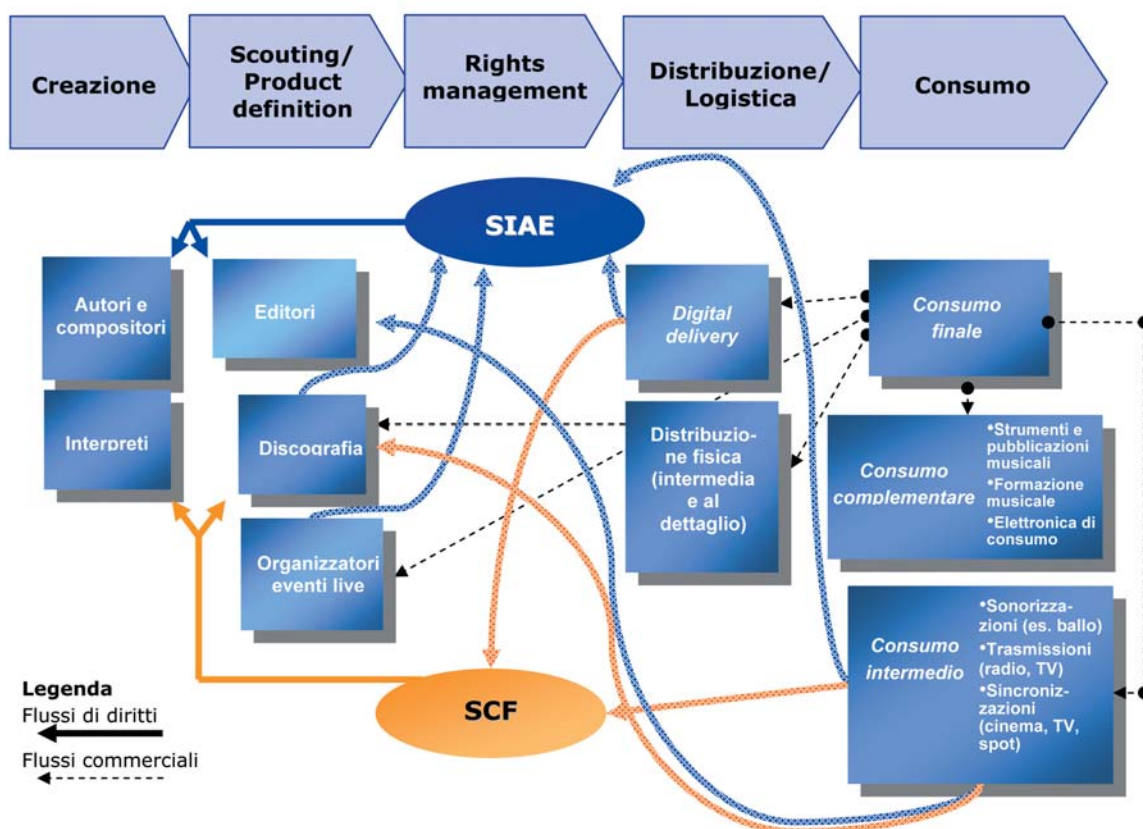 Creazione
Scouting/
Product
definition
Rights
management
Distribuzione/
Logistica
Consumo
SIAE
Autori e
compositori
Editori
Digital
delivery
Consumo
finale
Interpreti
Discografia
Distribuzio-
ne fisica
(intermedia
e al
dettaglio)
Consumo
complementare
•Strumenti e
pubblicazioni
musicali
•Formazione
musicale
•Elettronica di
consumo
Organizzatori
eventi live
Consumo
intermedio
•Sonorizza-
zioni (es. ballo)
•Trasmissioni
(radio, TV)
•Sincroniz-
zazioni
(cinema, TV,
spot)
SCF
Legenda
Flussi di diritti
Flussi commerciali